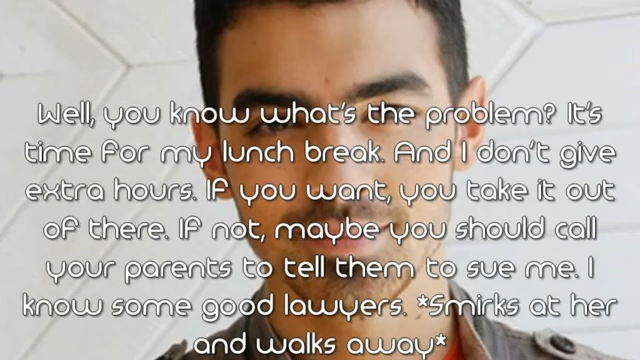 Well, you know what's the problem? It's
time for my lunch break. And I don't give
extra hours. If you want, you take it out
of there. If not, maybe you should call
your parents to tell them to sue me. I
know some good lawyers. *Smirks at her
and walks away*